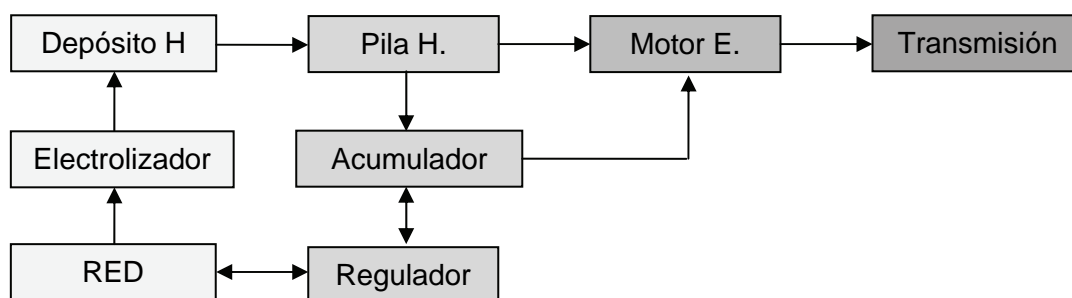 Depósito H
Pila H.
Motor E.
Transmisión
Electrolizador
Acumulador
RED
Regulador